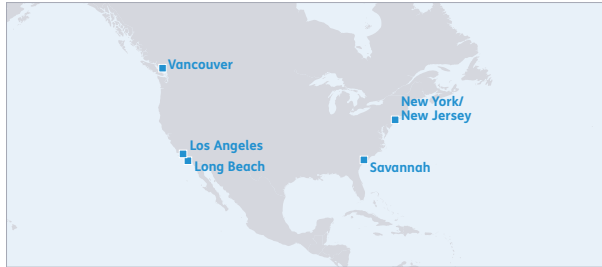 Vancouver
New York/
New Jersey
Los Angeles
Long Beach
Savannah